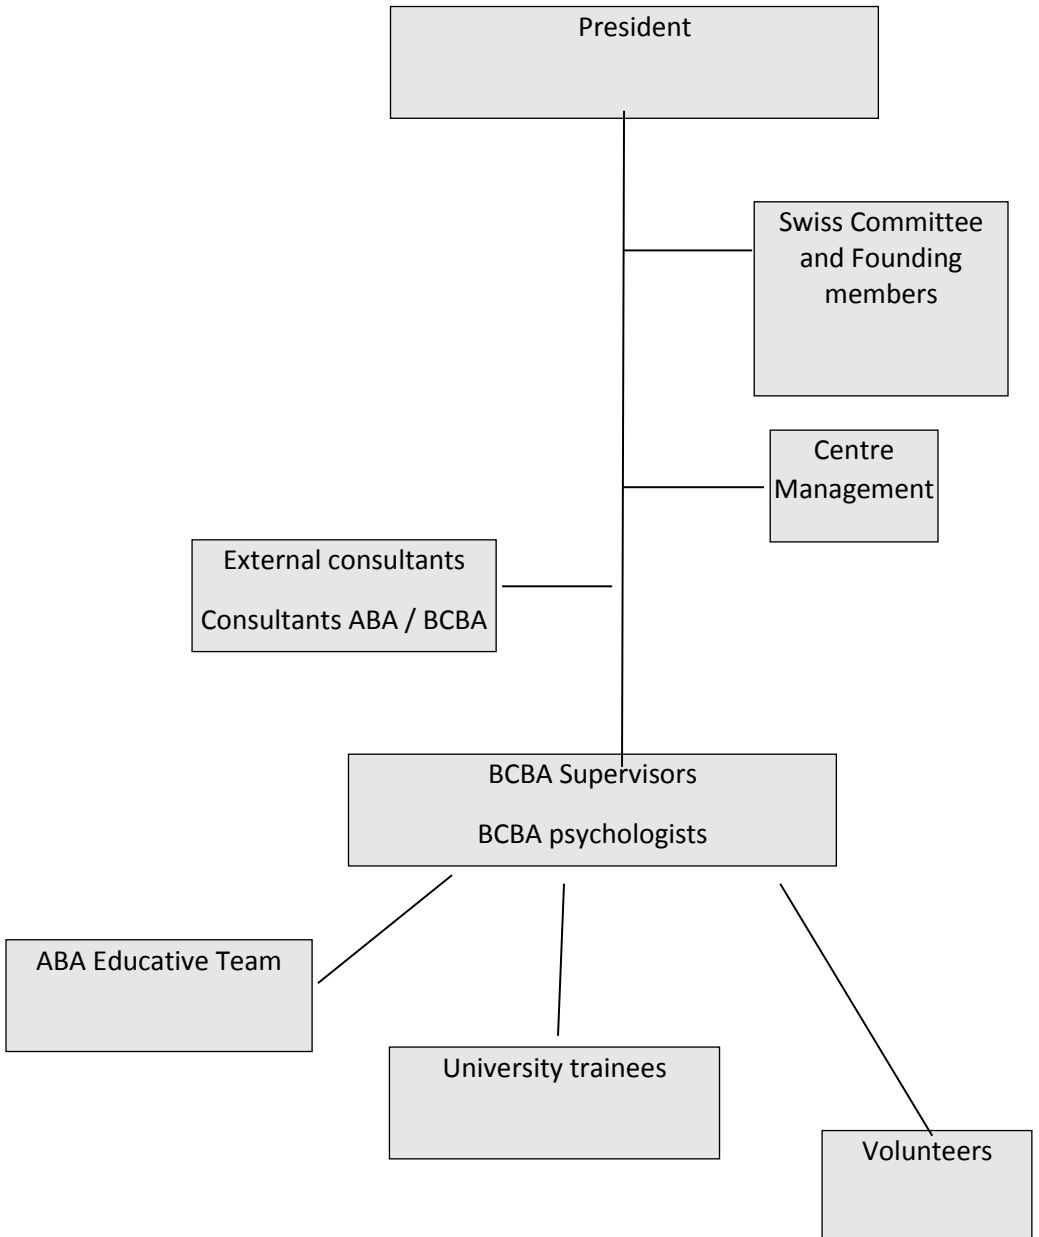 President
Swiss Committee
and Founding
members
Centre
Management
External consultants
Consultants ABA / BCBA
BCBA Supervisors
BCBA psychologists
ABA Educative Team
University trainees
Volunteers